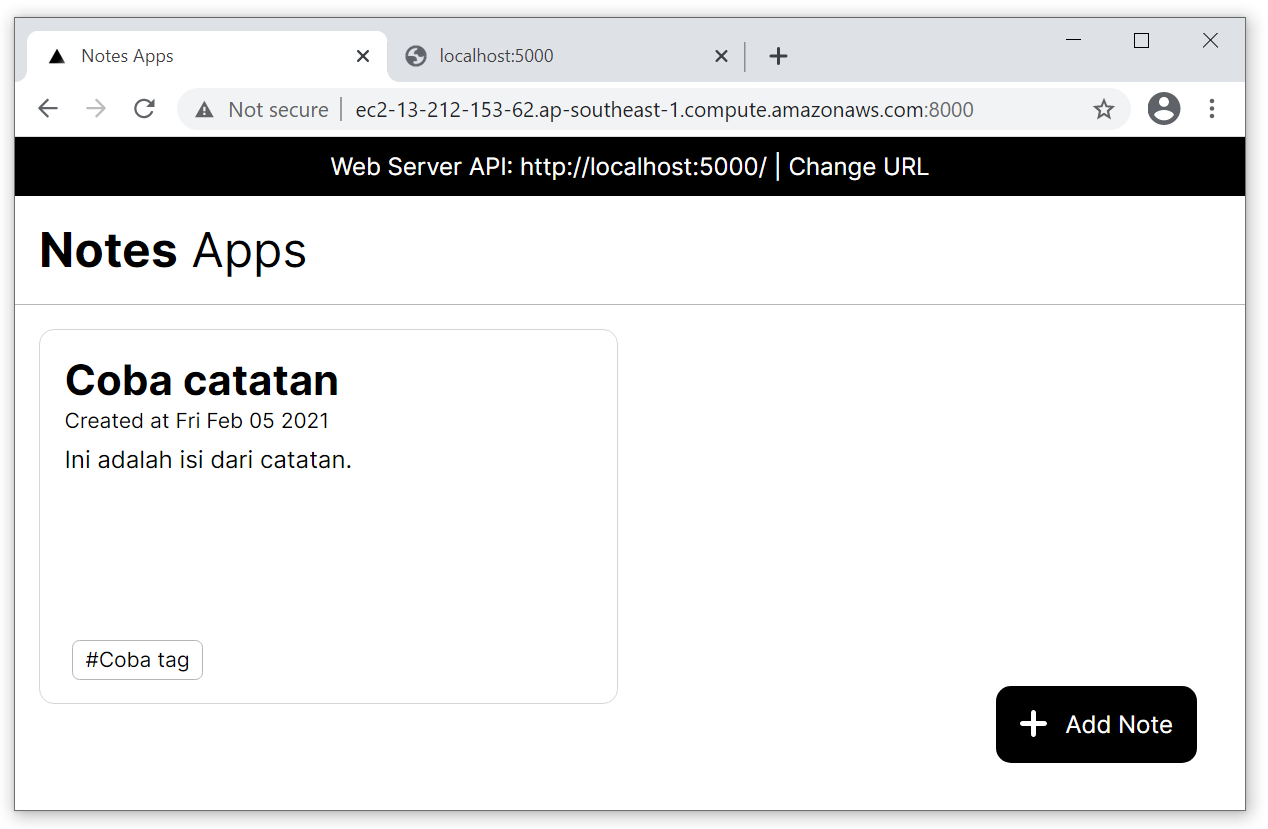 Notes Apps
localhost:5000
Not secure | ec2-13-212-153-62.ap-southeast-1.compute.amazonaws.com:8000
Web Server API: http://localhost:5000/ | Change URL
Notes Apps
Coba catatan
Created at Fri Feb 05 2021
Ini adalah isi dari catatan.
#Coba tag
Add Note